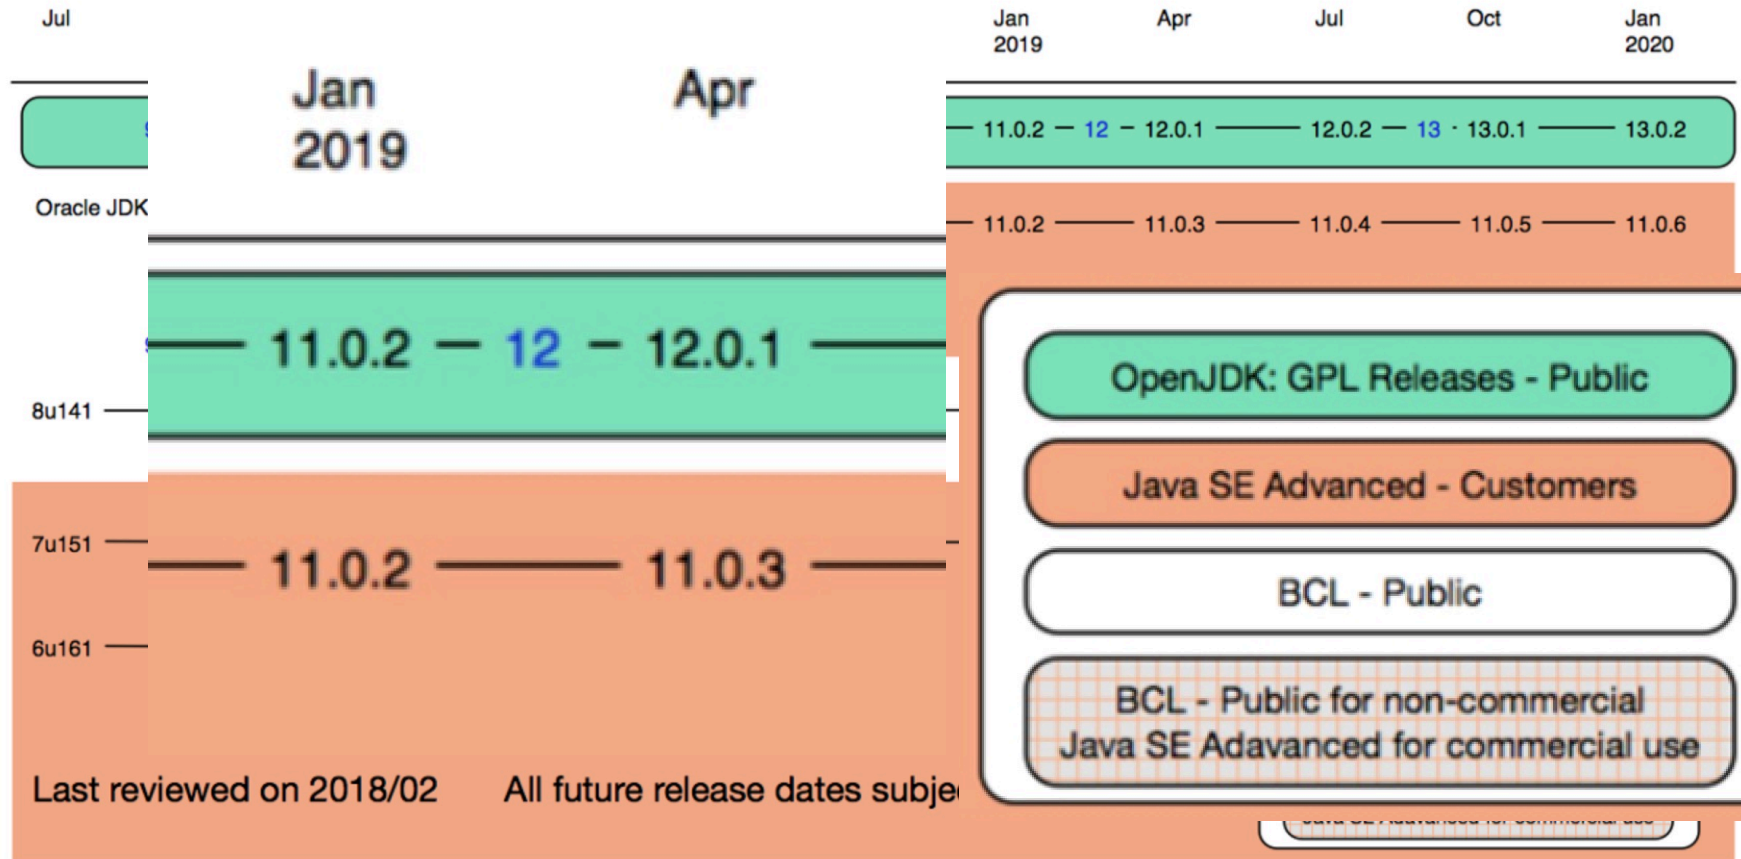 Jul
Jan
2019
Apr
Jan
2019
Apr
Jul
Oct
Jan
2020
11.0.2 — 12 — 12.0.1
12.0.2 — 13 · 13.0.1
13.0.2
Oracle JDK
11.0.2
11.0.3
11.0.4
11.0.5
11.0.6
11.0.2 — 12 — 12.0.1
8u141
7u151
11.0.2
11.0.3
6u161
OpenJDK: GPL Releases - Public
Java SE Advanced - Customers
BCL - Public
BCL - Public for non-commercial
Java SE Adavanced for commercial use
Last reviewed on 2018/02
All future release dates subje